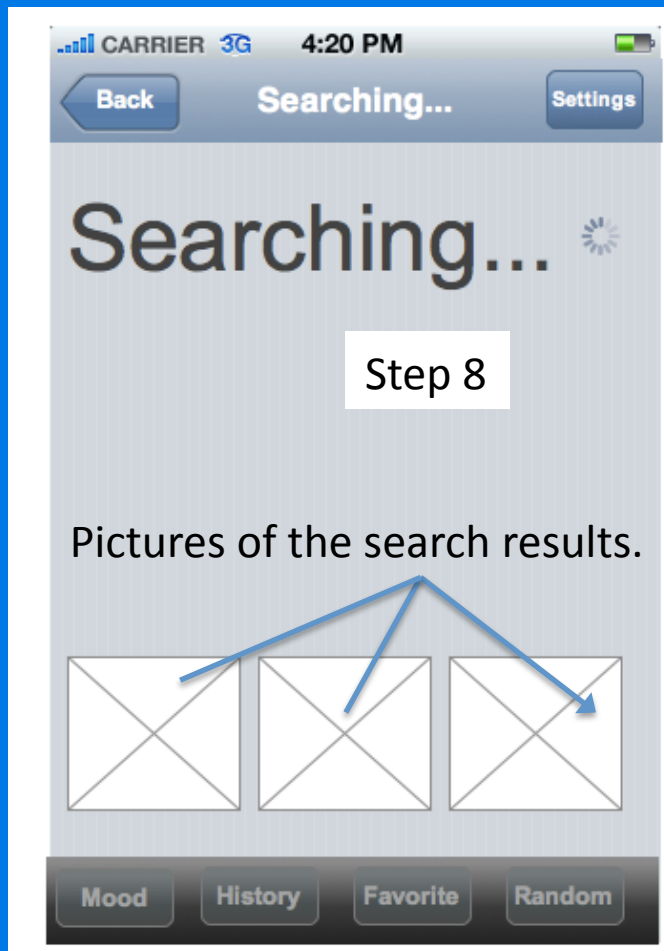 CARRIER 3G 4:20 PM
Back Searching... Settings
Searching...
Step 8
Pictures of the search results.
Mood History Favorite Random